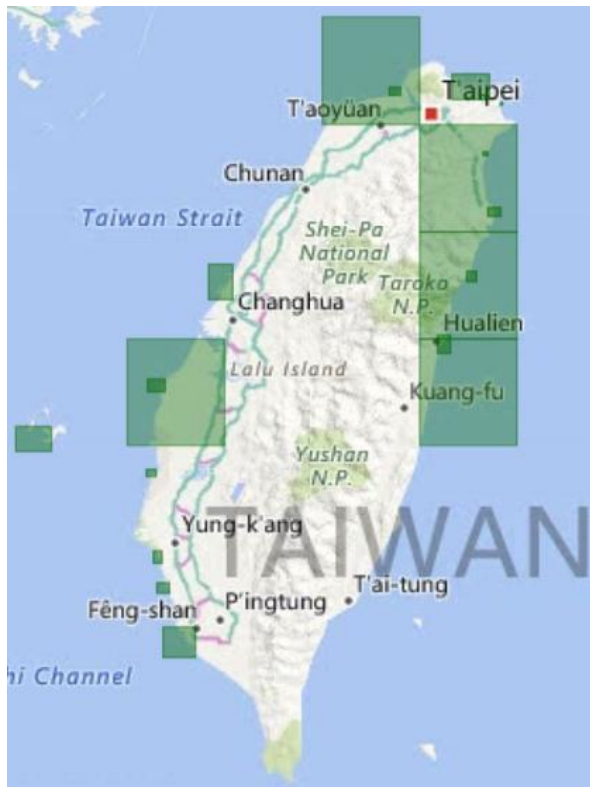 T'aipei
T'aoyüan
Chunan
Taiwan Strait
Shei-Pa
National
Park
Taroko
N.P.
Changhua
Hualien
Lalu Island
Kuang-fu
Yushan
N.P.
TAIWAN
Yung-k'ang
T'ai-tung
Fêng-shan
P'ingtung
hi Channel